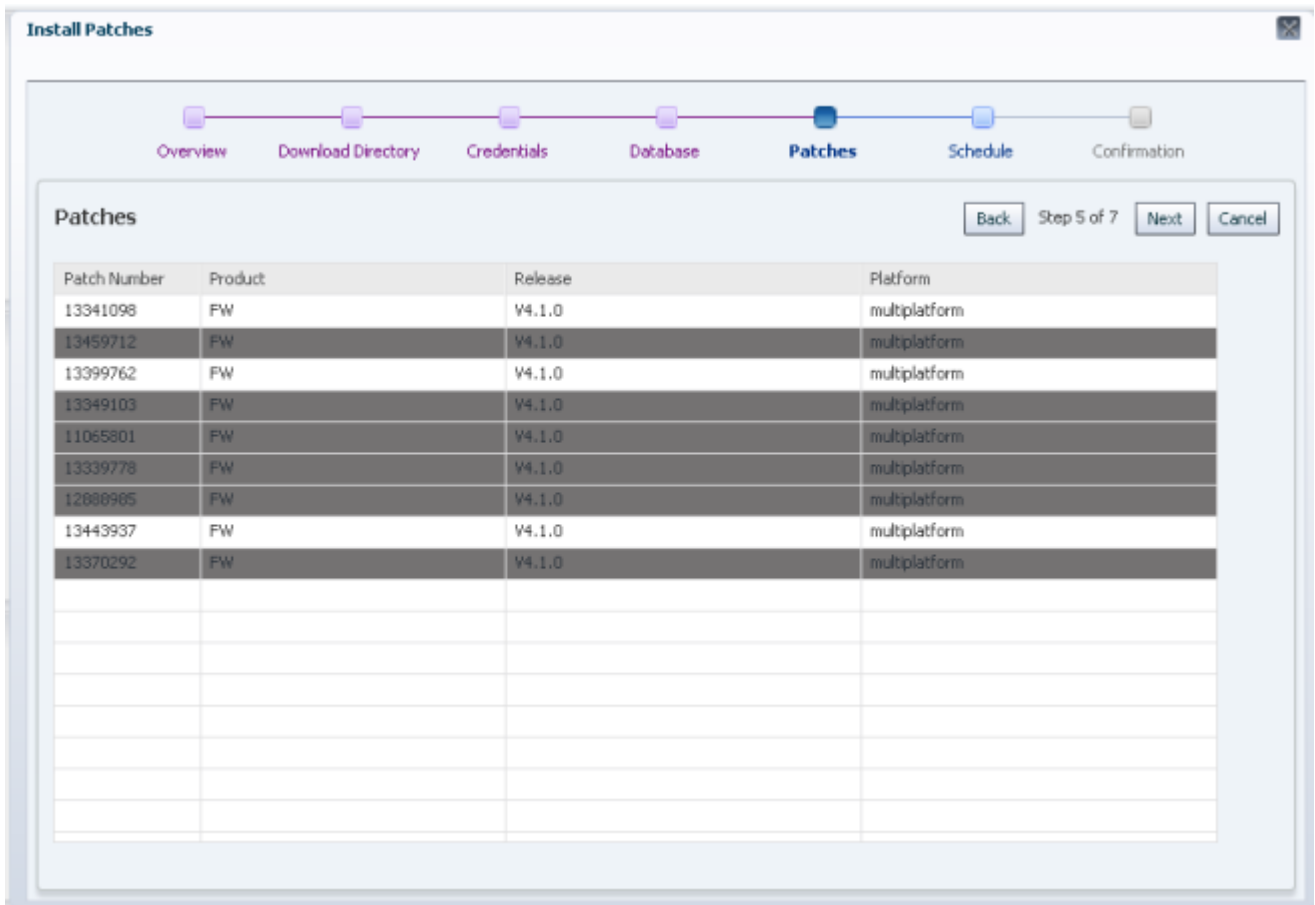 Install Patches
Overview Download Directory Credentials Database Patches Schedule Confirmation
Patches Back Step 5 of 7 Next Cancel
Patch Number Product Release Platform
13341098 FW V4.1.0 multiplatform
13459712 FW V4.1.0 multiplatform
13399762 FW V4.1.0 multiplatform
13349103 FW V4.1.0 multiplatform
11065801 FW V4.1.0 multiplatform
13339778 FW V4.1.0 multiplatform
12888985 FW V4.1.0 multiplatform
13443937 FW V4.1.0 multiplatform
13370292 FW V4.1.0 multiplatform